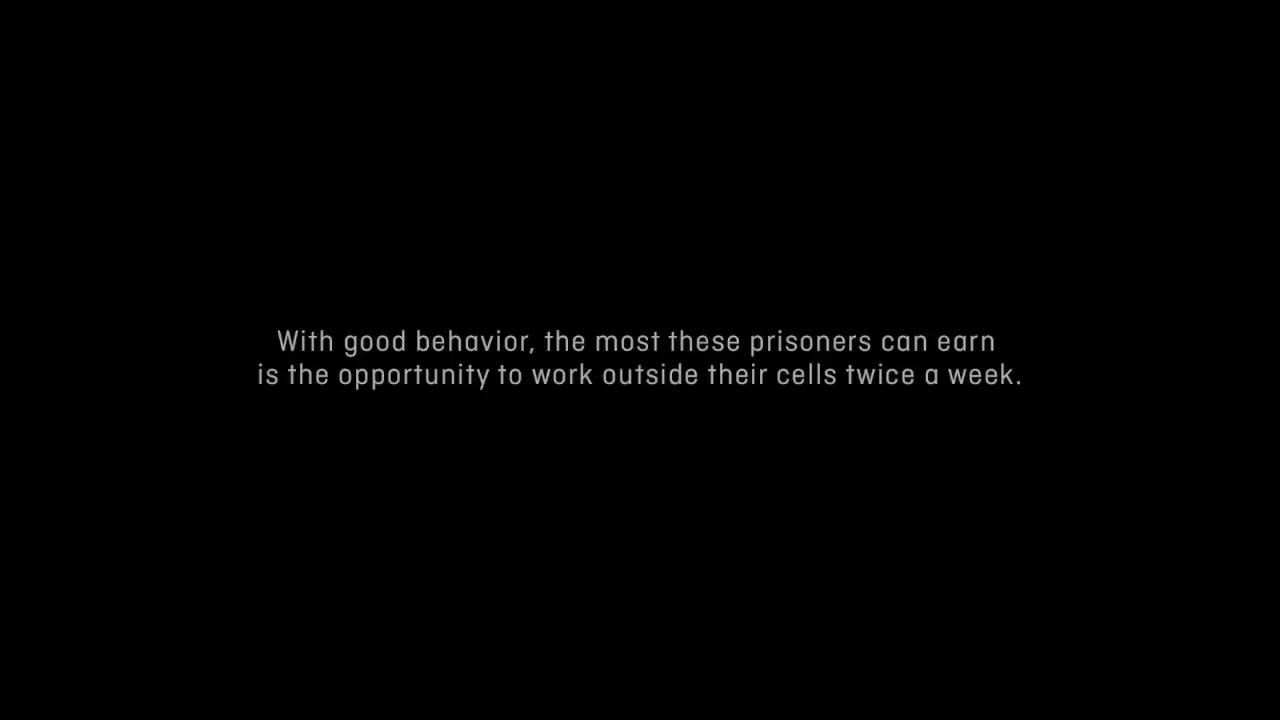 With good behavior, the most these prisoners can earn
is the opportunity to work outside their cells twice a week.